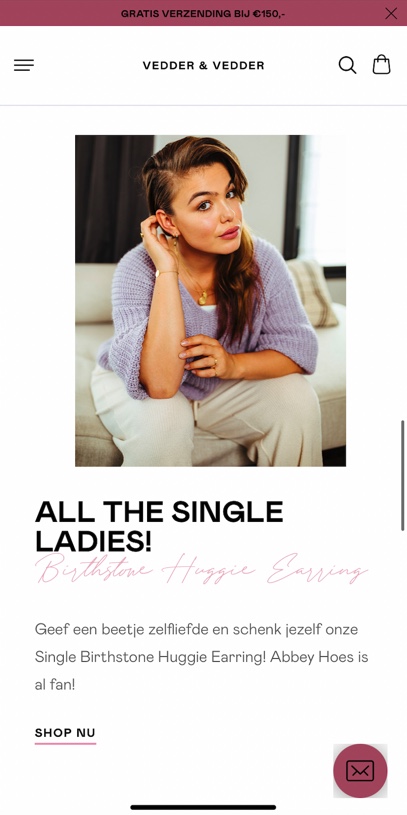 GRATIS VERZENDING BIJ €150,-
VEDDER & VEDDER
ALL THE SINGLE
LADIES!
Birthstone Huggie Earring
Geef een beetje zelfliefde en schenk jezelf onze
Single Birthstone Huggie Earring! Abbey Hoes is
al fan!
SHOP NU